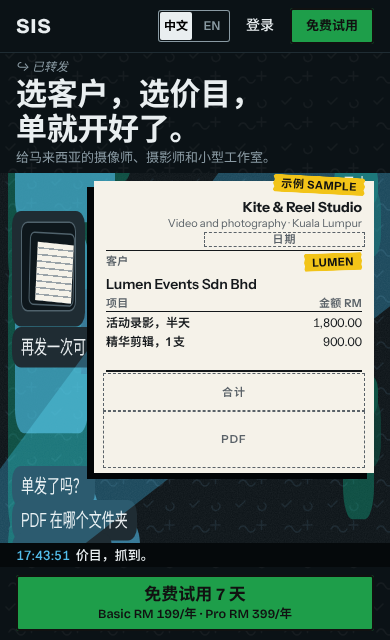 SIS
中文 EN 登录 免费试用
已转发
选客户，选价目，
单就开好了。
给马来西亚的摄像师、摄影师和小型工作室。
示例 SAMPLE
Kite & Reel Studio
Video and photography · Kuala Lumpur
日期
客户 LUMEN
Lumen Events Sdn Bhd
项目 金额 RM
活动录影，半天 1,800.00
精华剪辑，1支 900.00
再发一次可
合计
PDF
单发了吗?
PDF 在哪个文件夹
17:43:51 价目，抓到。
免费试用 7 天
Basic RM 199/年 · Pro RM 399/年